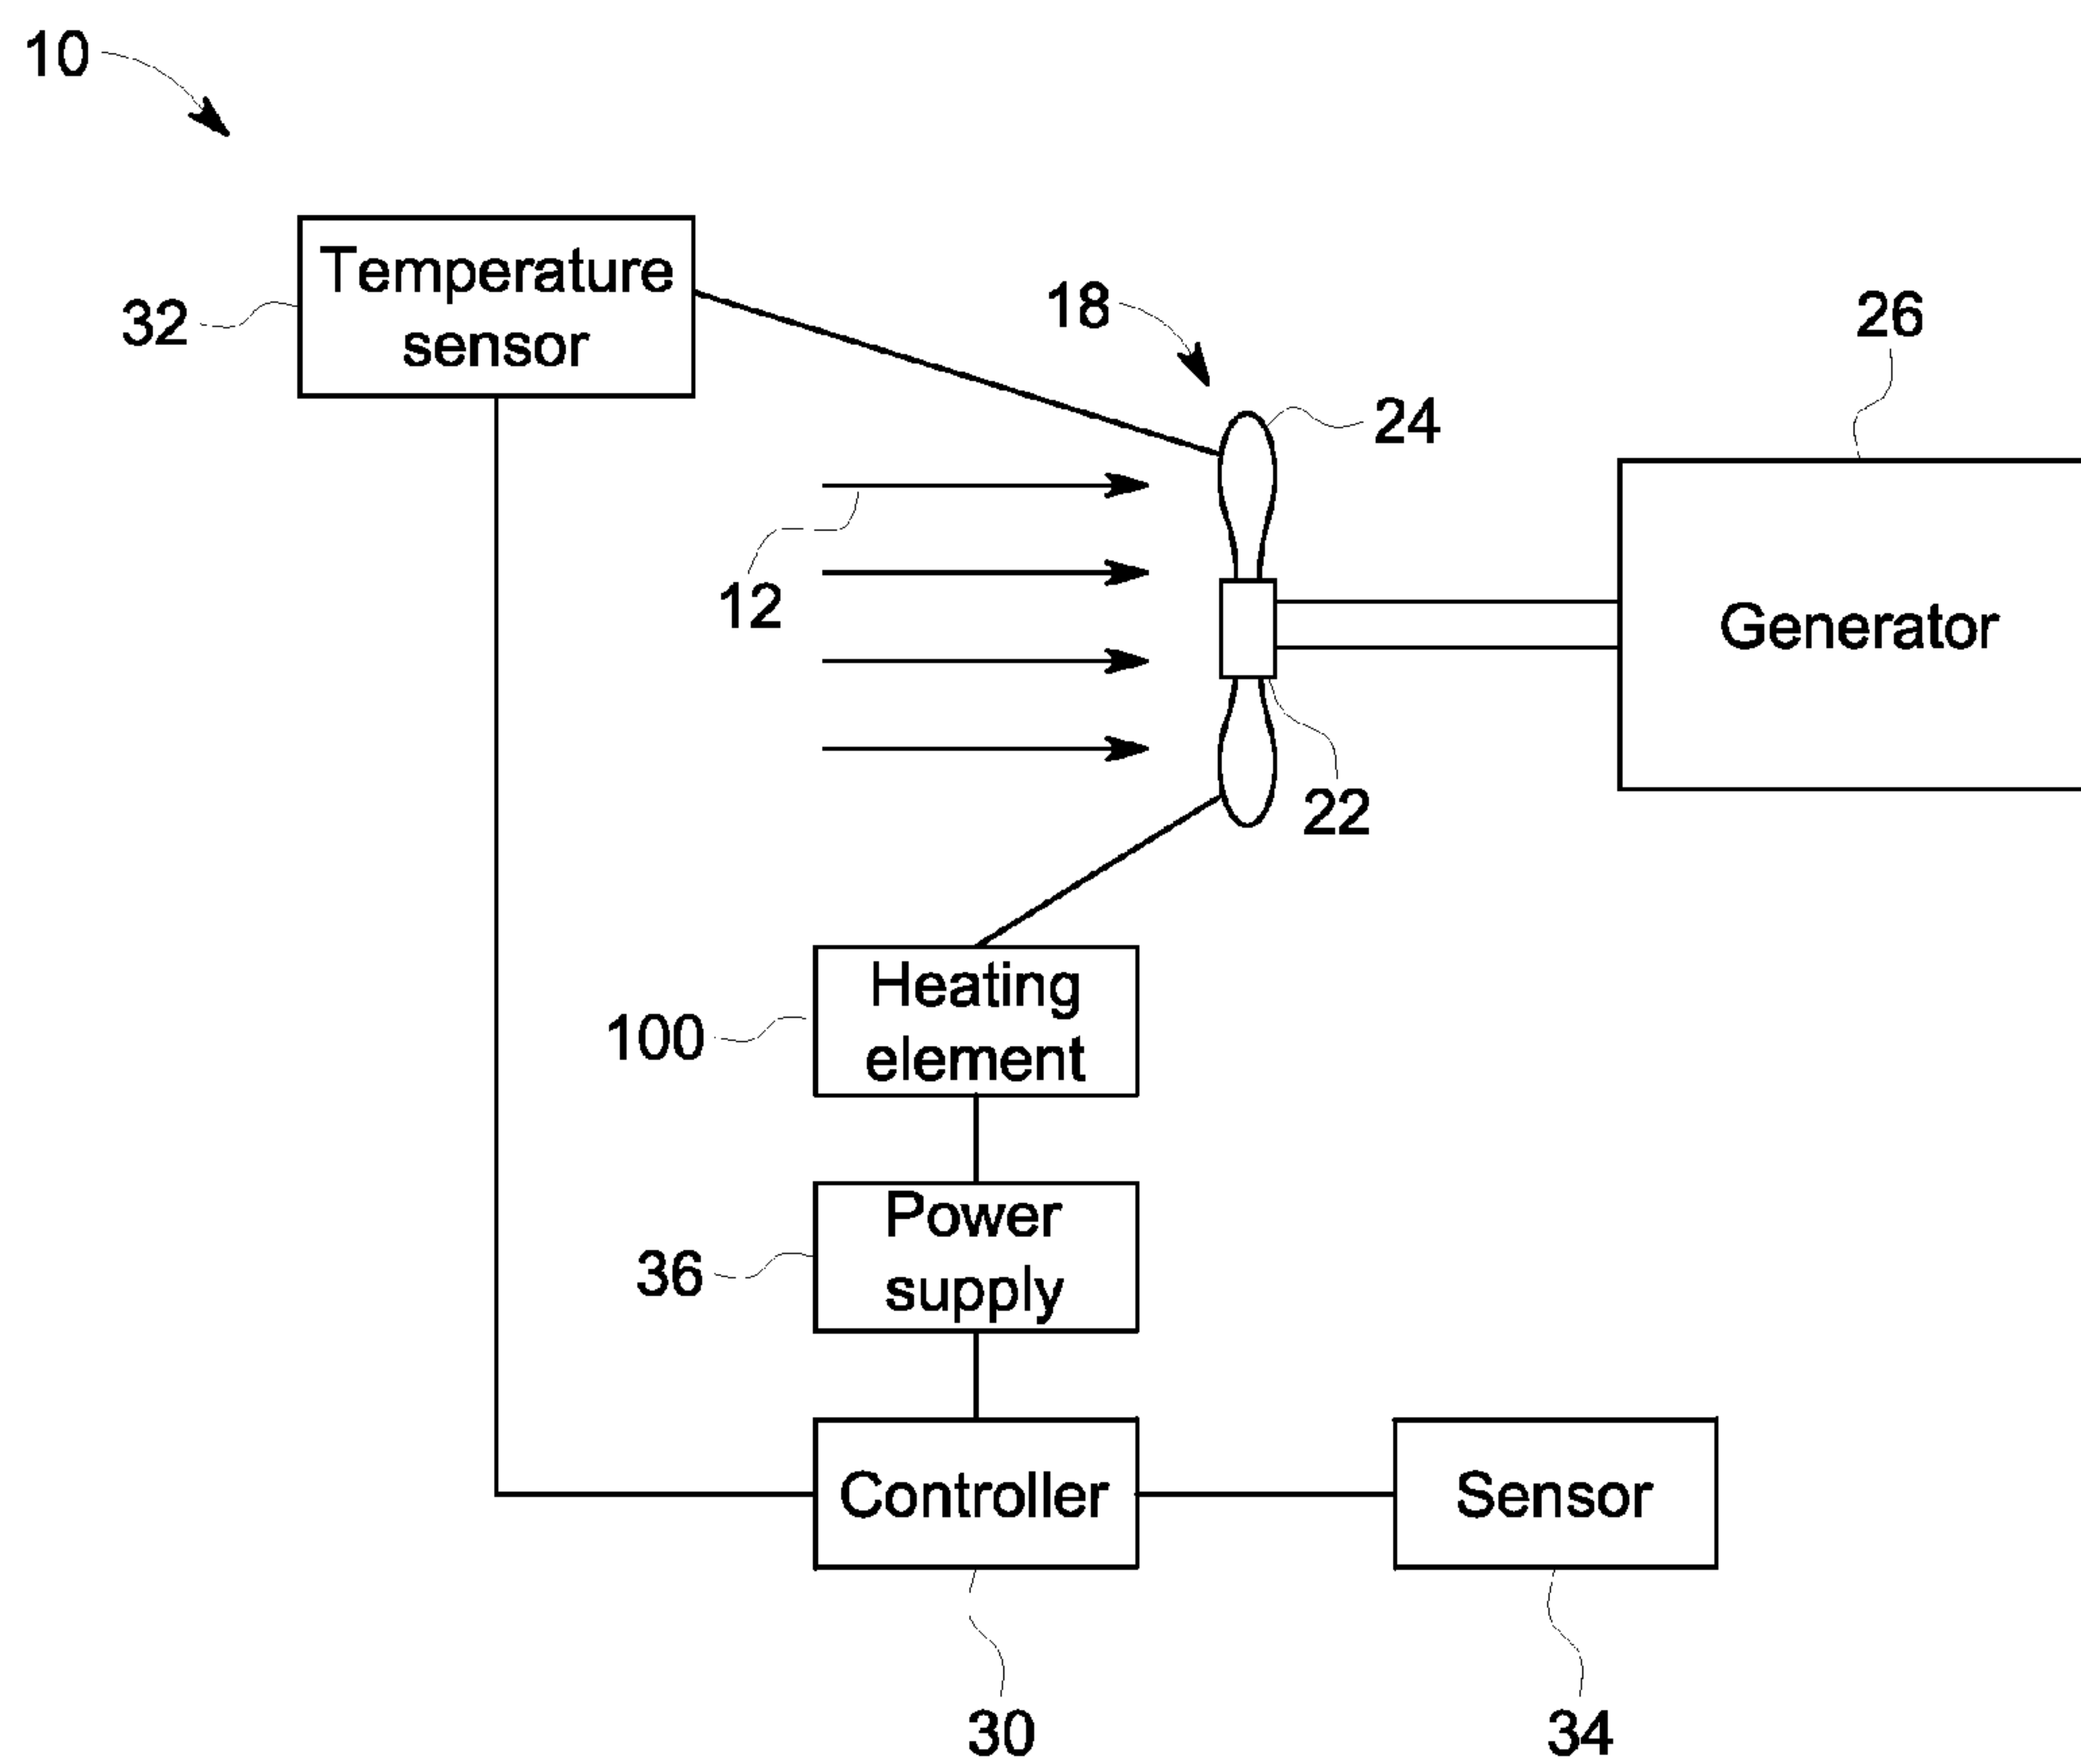 10
Temperature
sensor
32
18
26
24
12
Generator
22
Heating
element
100
Power
supply
36
Controller
Sensor
30
34